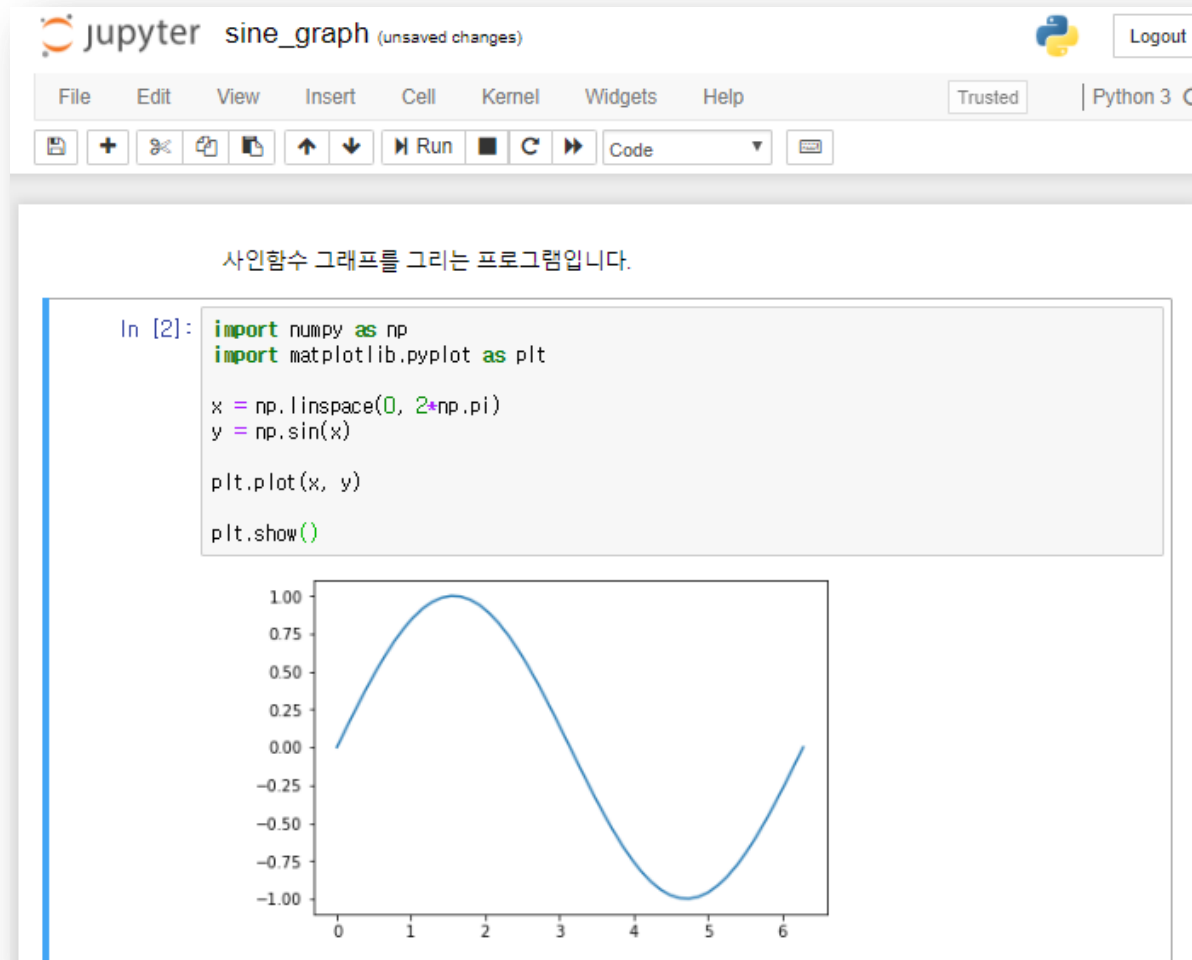 jupyter sine_graph (unsaved changes) Logout
File Edit View Insert Cell Kernel Widgets Help Trusted Python 3
Run Code
사인함수 그래프를 그리는 프로그램입니다.
In [2]: import numpy as np
import matplotlib.pyplot as plt
x = np.linspace(0, 2*np.pi)
y = np.sin(x)
plt.plot(x, y)
plt.show()
1.00
0.75
0.50
0.25
0.00
−0.25
−0.50
−0.75
−1.00
0 1 2 3 4 5 6